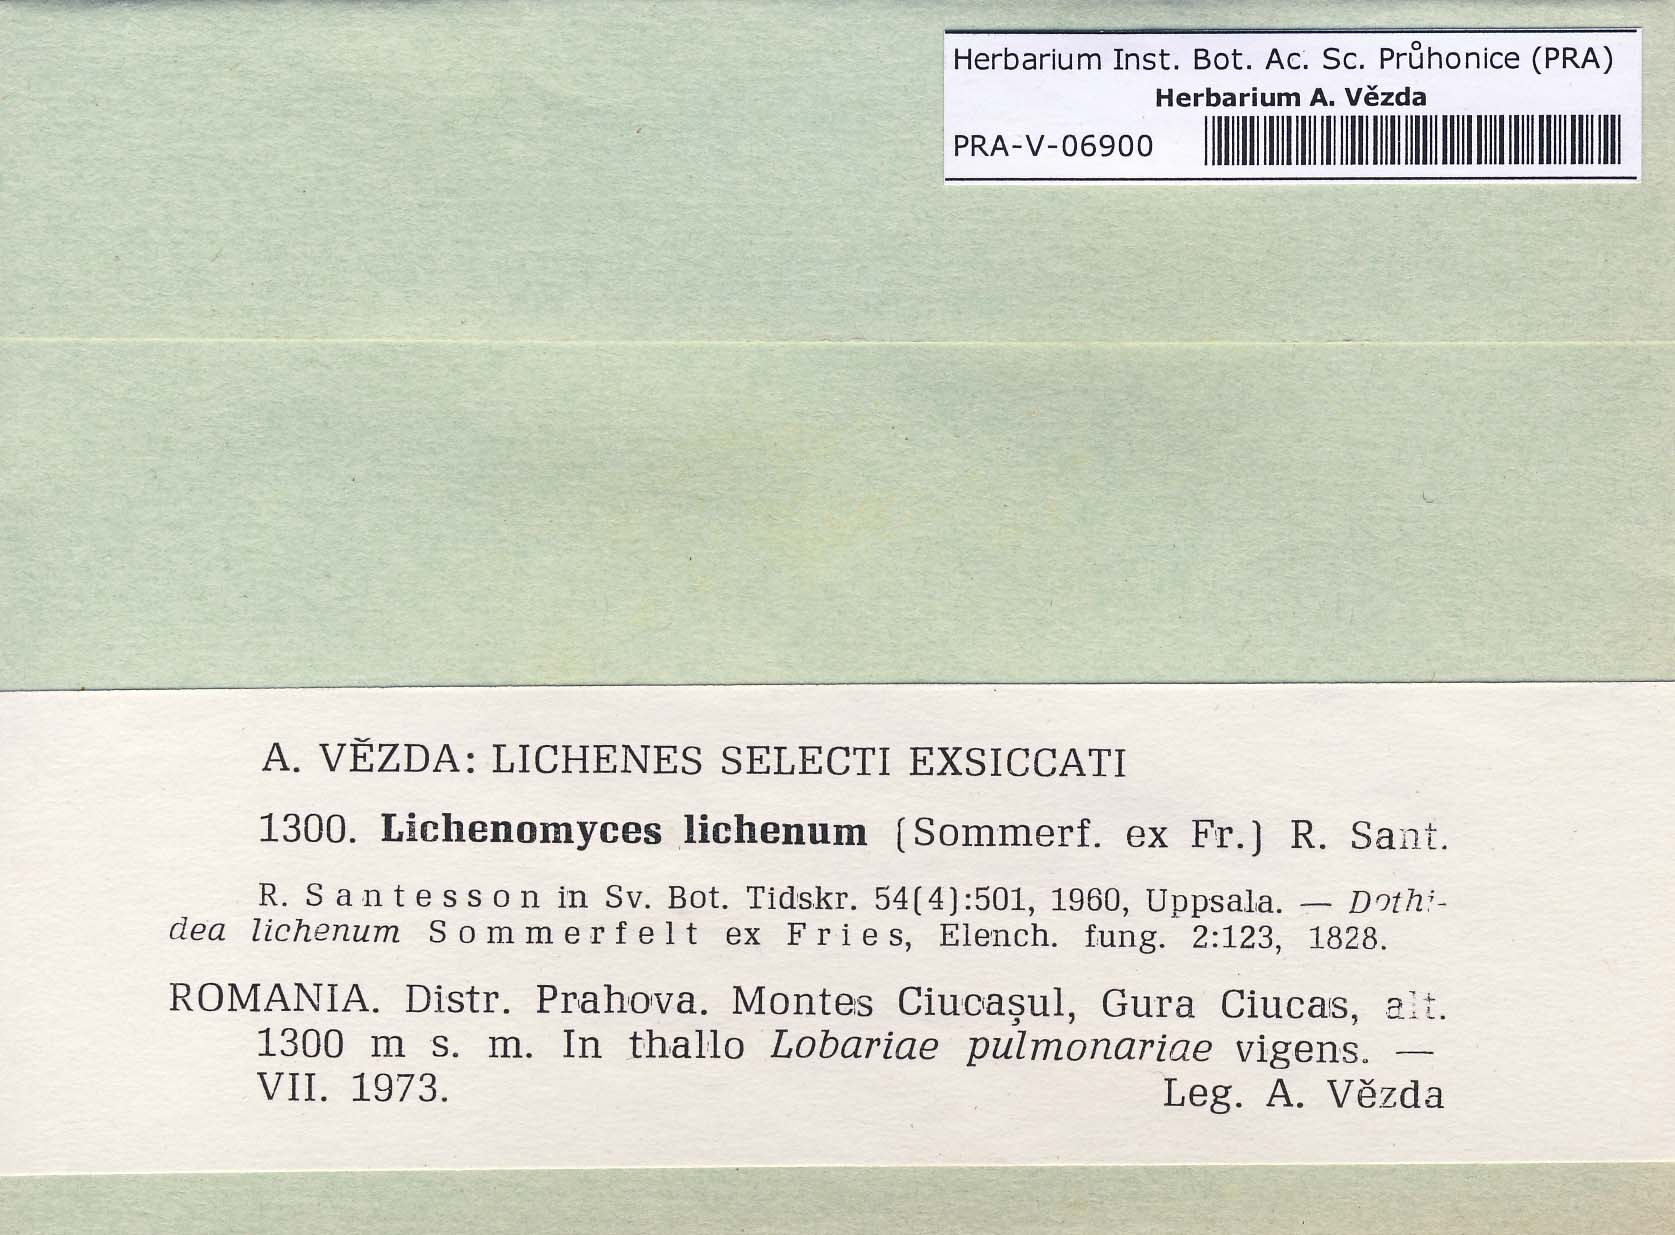 Herbarium Inst. Bot. Ac. Sc. Průhonice (PRA)
Herbarium A. Vězda
PRA-V-06900
A. VĚZDA: LICHENES SELECTI EXSICCATI
1300. Lichenomyces lichenum (Sommerf. ex Fr.) R. Sant.
R. Santesson in Sv. Bot. Tidskr. 54(4):501, 1960, Uppsala. — Dothi-
dea lichenum Sommerfelt ex Fries, Elench. fung. 2:123, 1828.
ROMANIA. Distr. Prahova. Montes Ciucașul, Gura Ciucas, alt.
1300 m s. m. In thallo Lobariae pulmonariae vigens. —
VII. 1973. Leg. A. Vězda